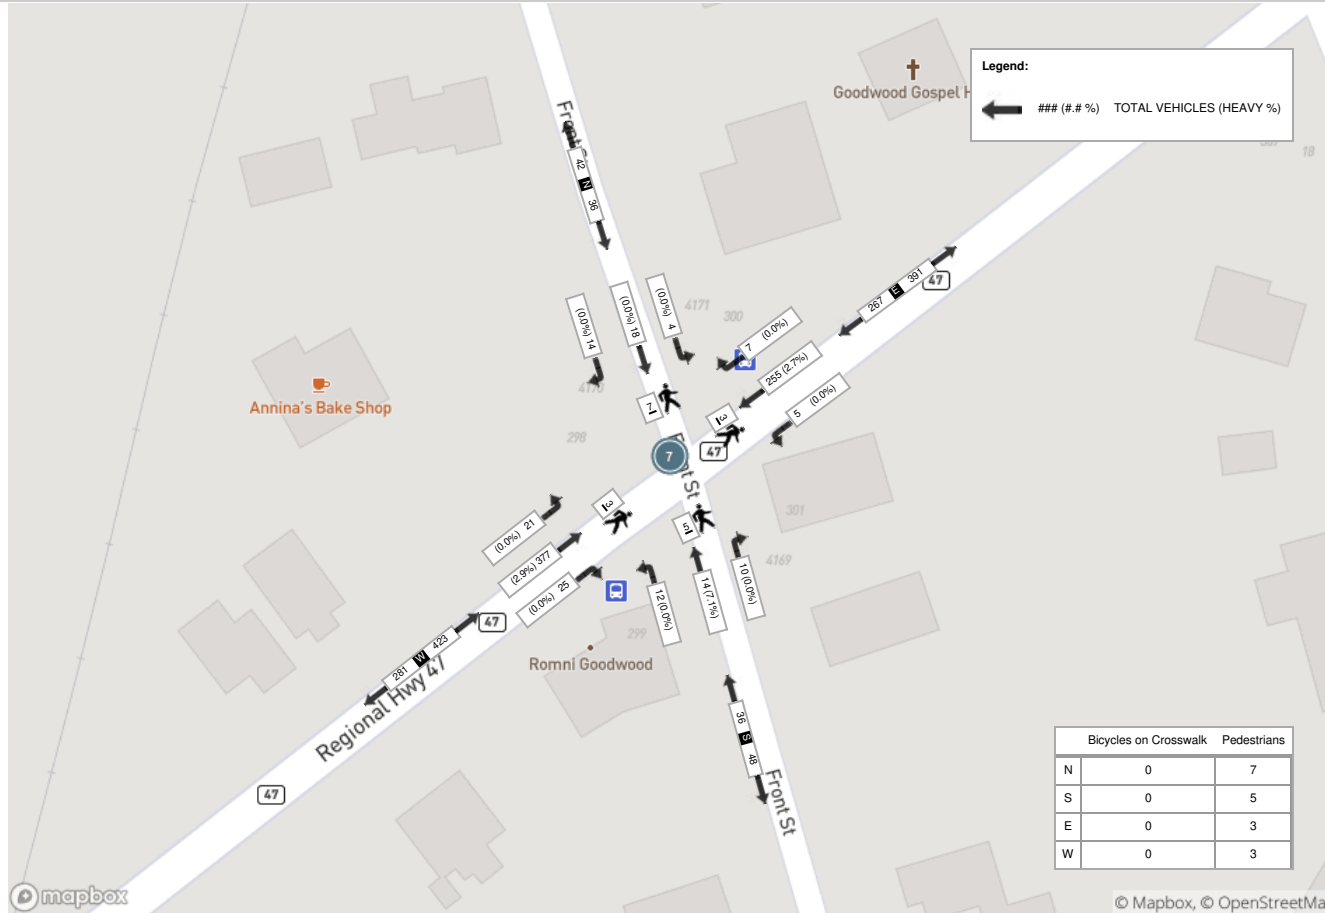 Legend:
### (#.# %) TOTAL VEHICLES (HEAVY %)
Goodwood Gospel H
18
Front
42 N 36
267 E 391
47
(0.0%) 14
(0.0%) 18
(0.0%) 4
4171
300
7 (0.0%)
255 (2.7%)
5 (0.0%)
Annina's Bake Shop
4170
298
7
3
7
47
nt St
301
4169
3
5
(0.0%) 21
(2.9%) 377
(0.0%) 25
12 (0.0%)
14 (7.1%)
10 (0.0%)
299
Romni Goodwood
47
281 W 423
Regional Hwy 47
47
36 S 48
Front St
Bicycles on Crosswalk Pedestrians
N 0 7
S 0 5
E 0 3
W 0 3
mapbox
© Mapbox, © OpenStreetMa